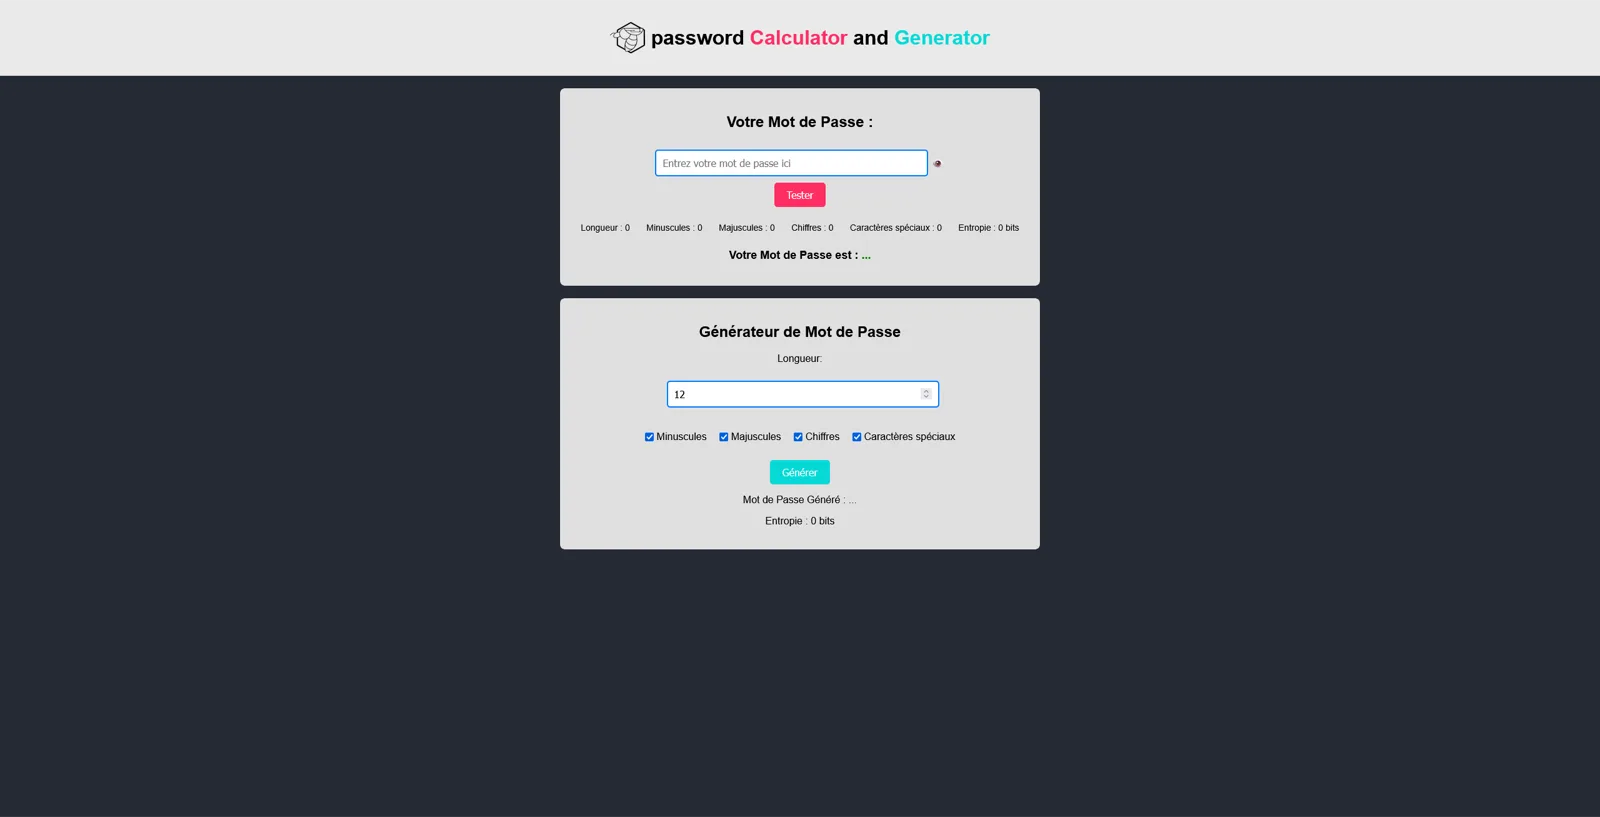 password Calculator and Generator
Votre Mot de Passe :
Entrez votre mot de passe ici
Tester
Longueur : 0 Minuscules : 0 Majuscules : 0 Chiffres : 0 Caractères spéciaux : 0 Entropie : 0 bits
Votre Mot de Passe est : ...
Générateur de Mot de Passe
Longueur:
12
Minuscules Majuscules Chiffres Caractères spéciaux
Générer
Mot de Passe Généré : ...
Entropie : 0 bits